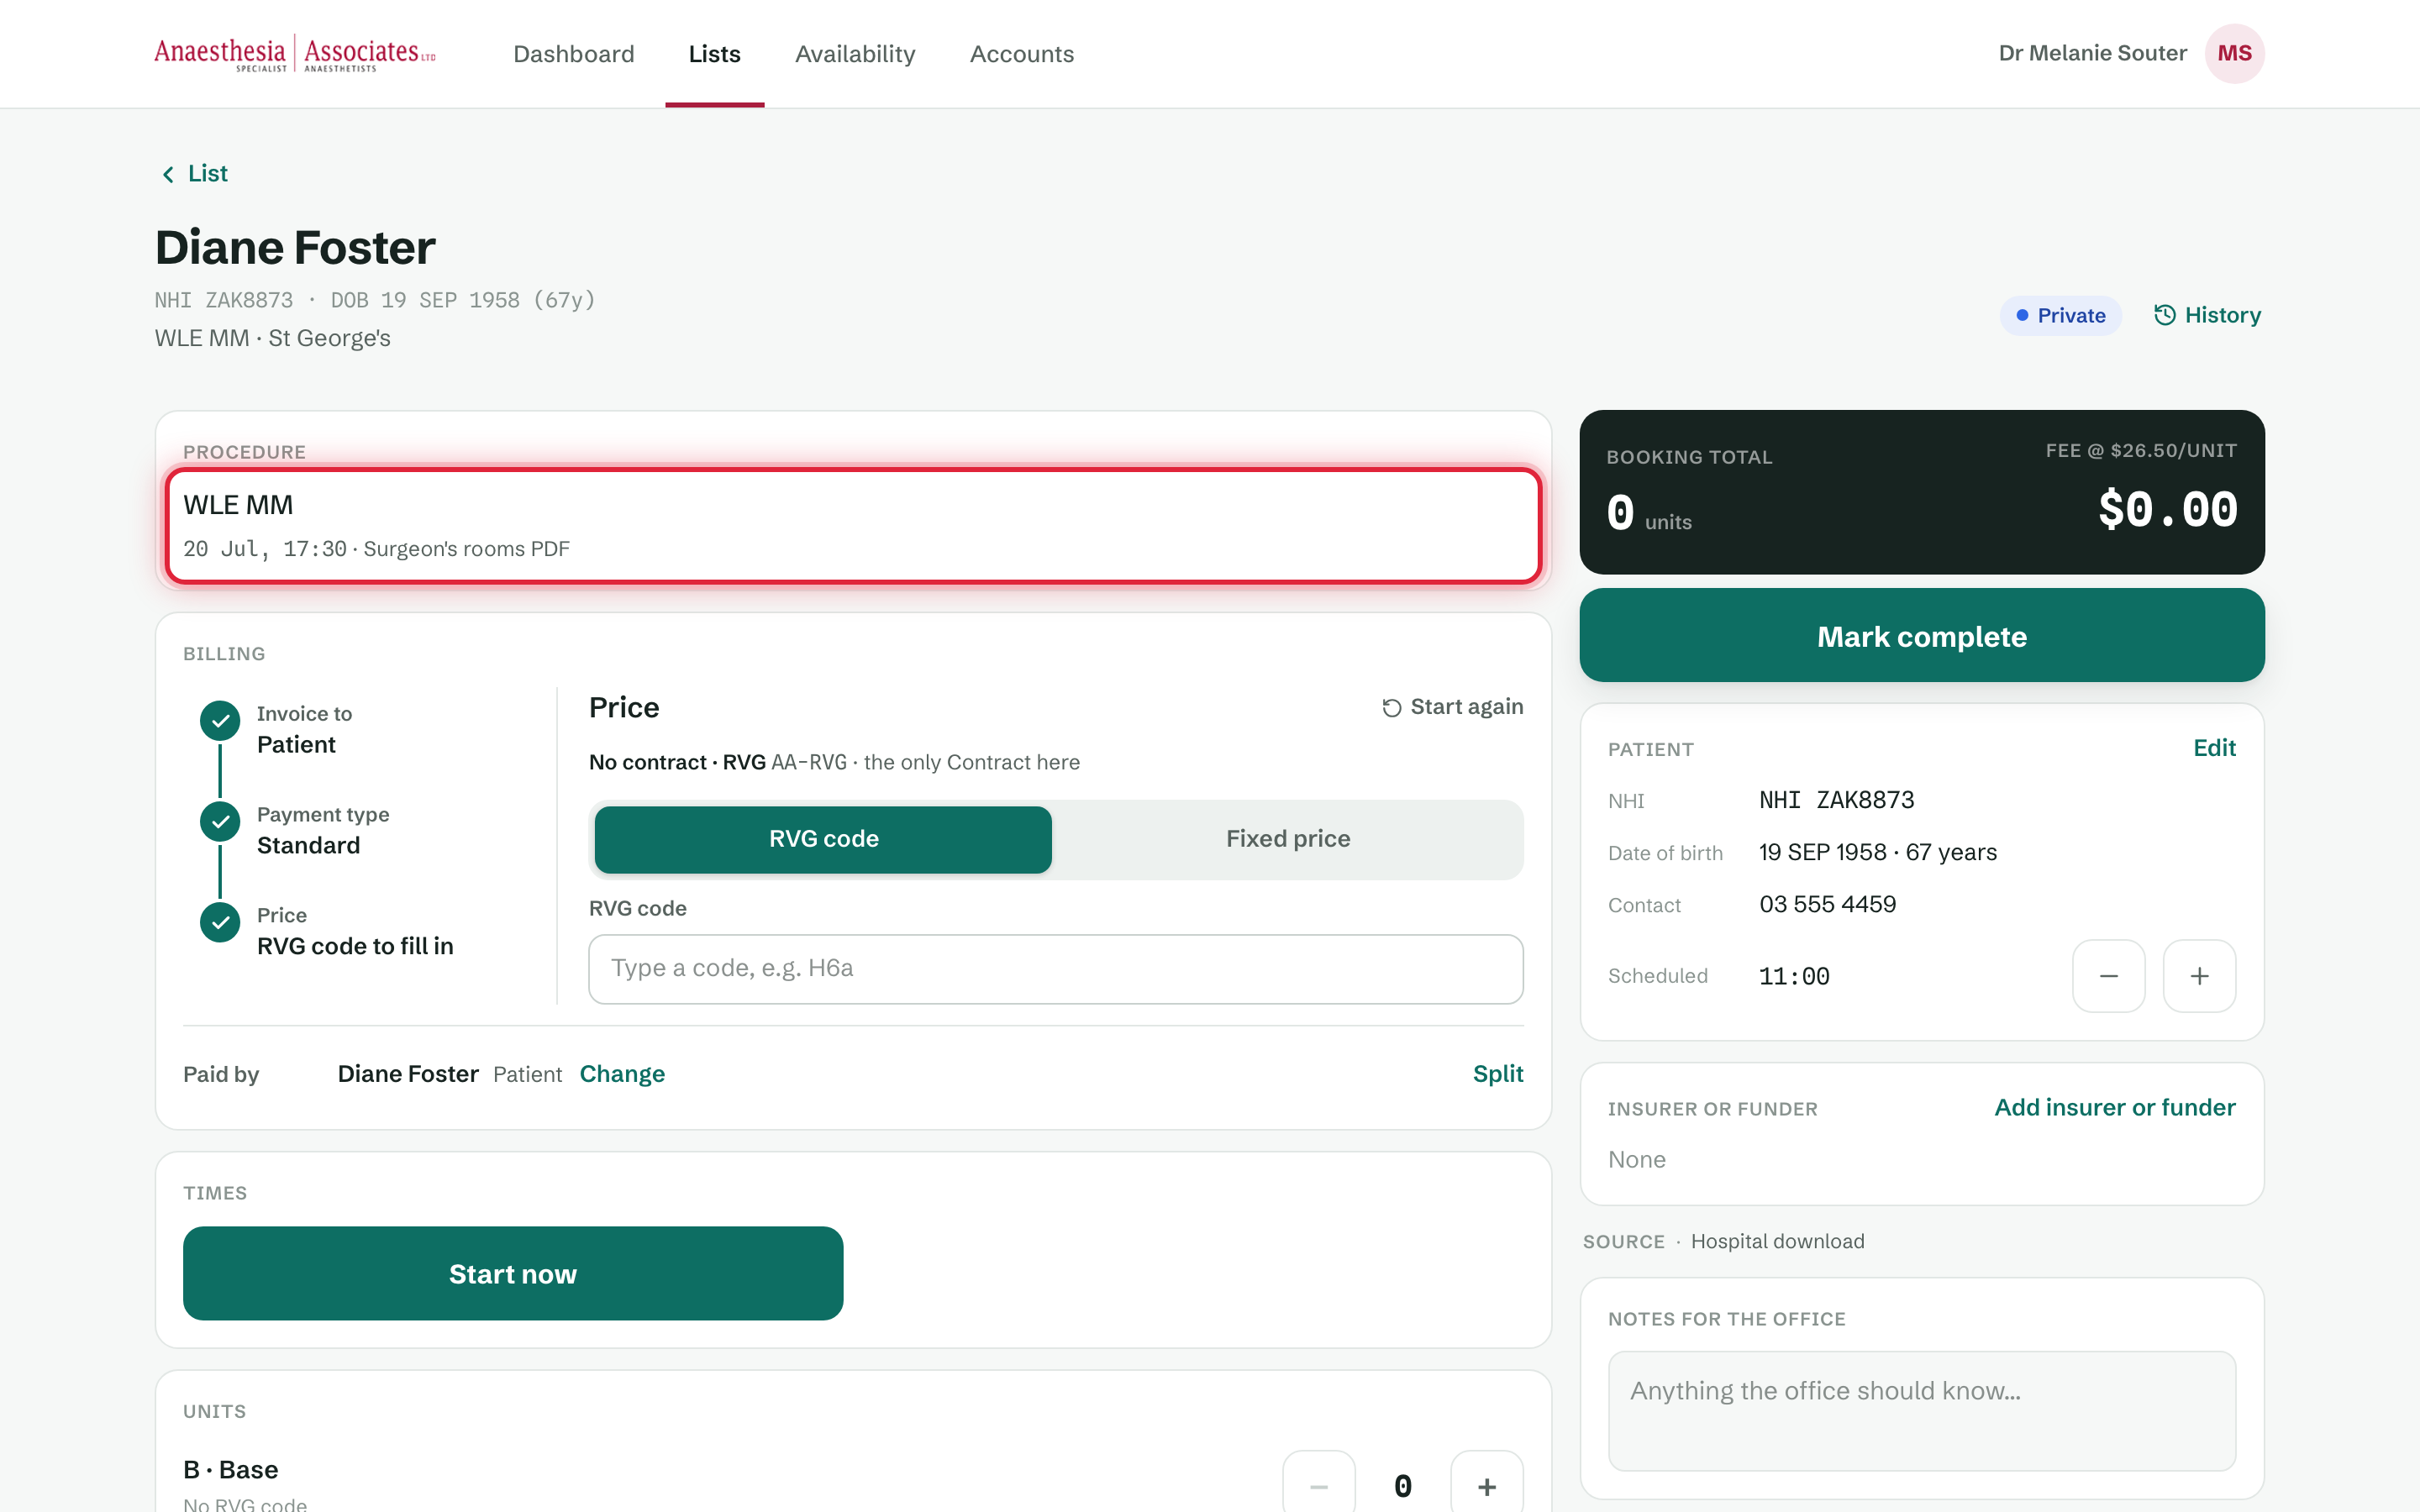 Anaesthesia | Associates LTD
SPECIALIST ANAESTHETISTS
Dashboard
Lists
Availability
Accounts
Dr Melanie Souter
MS
List
Diane Foster
NHI ZAK8873 · DOB 19 SEP 1958 (67y)
WLE MM · St George's
Private
History
PROCEDURE
WLE MM
20 Jul, 17:30 · Surgeon's rooms PDF
BILLING
Invoice to
Patient
Payment type
Standard
Price
RVG code to fill in
Price
Start again
No contract · RVG AA-RVG · the only Contract here
RVG code
Fixed price
RVG code
Type a code, e.g. H6a
Paid by
Diane Foster Patient Change
Split
TIMES
Start now
UNITS
B · Base
No RVG code
0
BOOKING TOTAL
FEE @ $26.50/UNIT
0 units
$0.00
Mark complete
PATIENT
Edit
NHI
NHI ZAK8873
Date of birth
19 SEP 1958 · 67 years
Contact
03 555 4459
Scheduled
11:00
INSURER OR FUNDER
Add insurer or funder
None
SOURCE · Hospital download
NOTES FOR THE OFFICE
Anything the office should know...